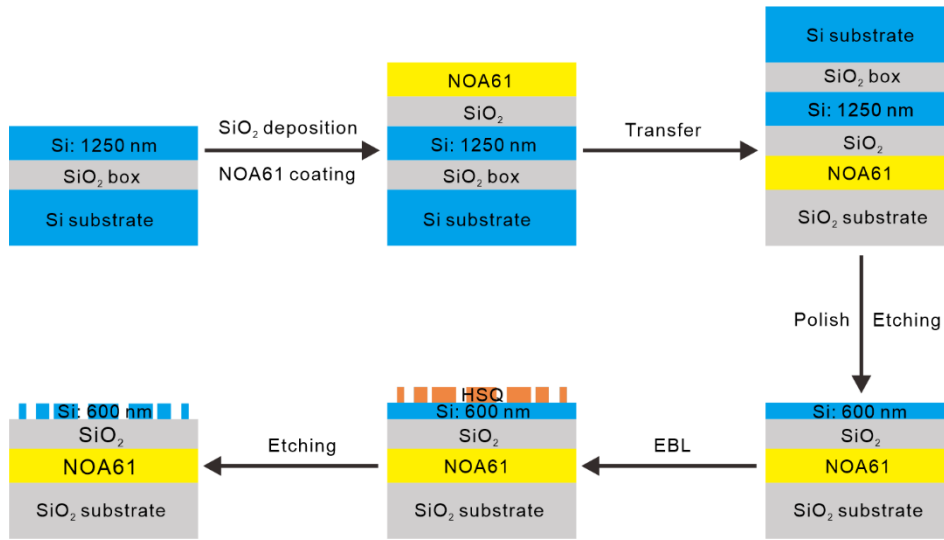 Si: 1250 nm
SiO₂ box
Si substrate
SiO₂ deposition
NOA61 coating
NOA61
SiO₂
Si: 1250 nm
SiO₂ box
Si substrate
Transfer
Si substrate
SiO₂ box
Si: 1250 nm
SiO₂
NOA61
SiO₂ substrate
Polish Etching
Si: 600 nm
SiO₂
NOA61
SiO₂ substrate
EBL
HSQ
Si: 600 nm
SiO₂
NOA61
SiO₂ substrate
Etching
Si: 600 nm
SiO₂
NOA61
SiO₂ substrate